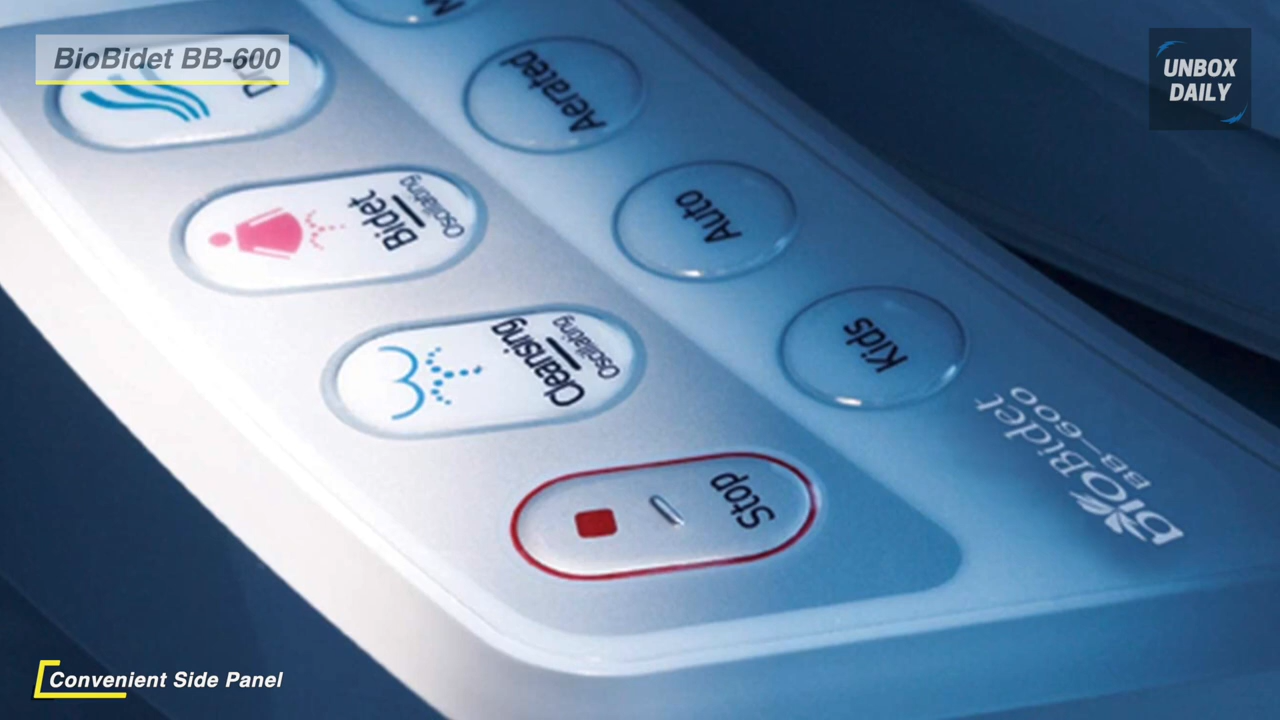 BioBidet BB-600
UNBOX
DAILY
Aerated
Auto
Kids
Bidet
Oscillating
Cleansing
Oscillating
Stop
bioBidet
BB-600
Convenient Side Panel